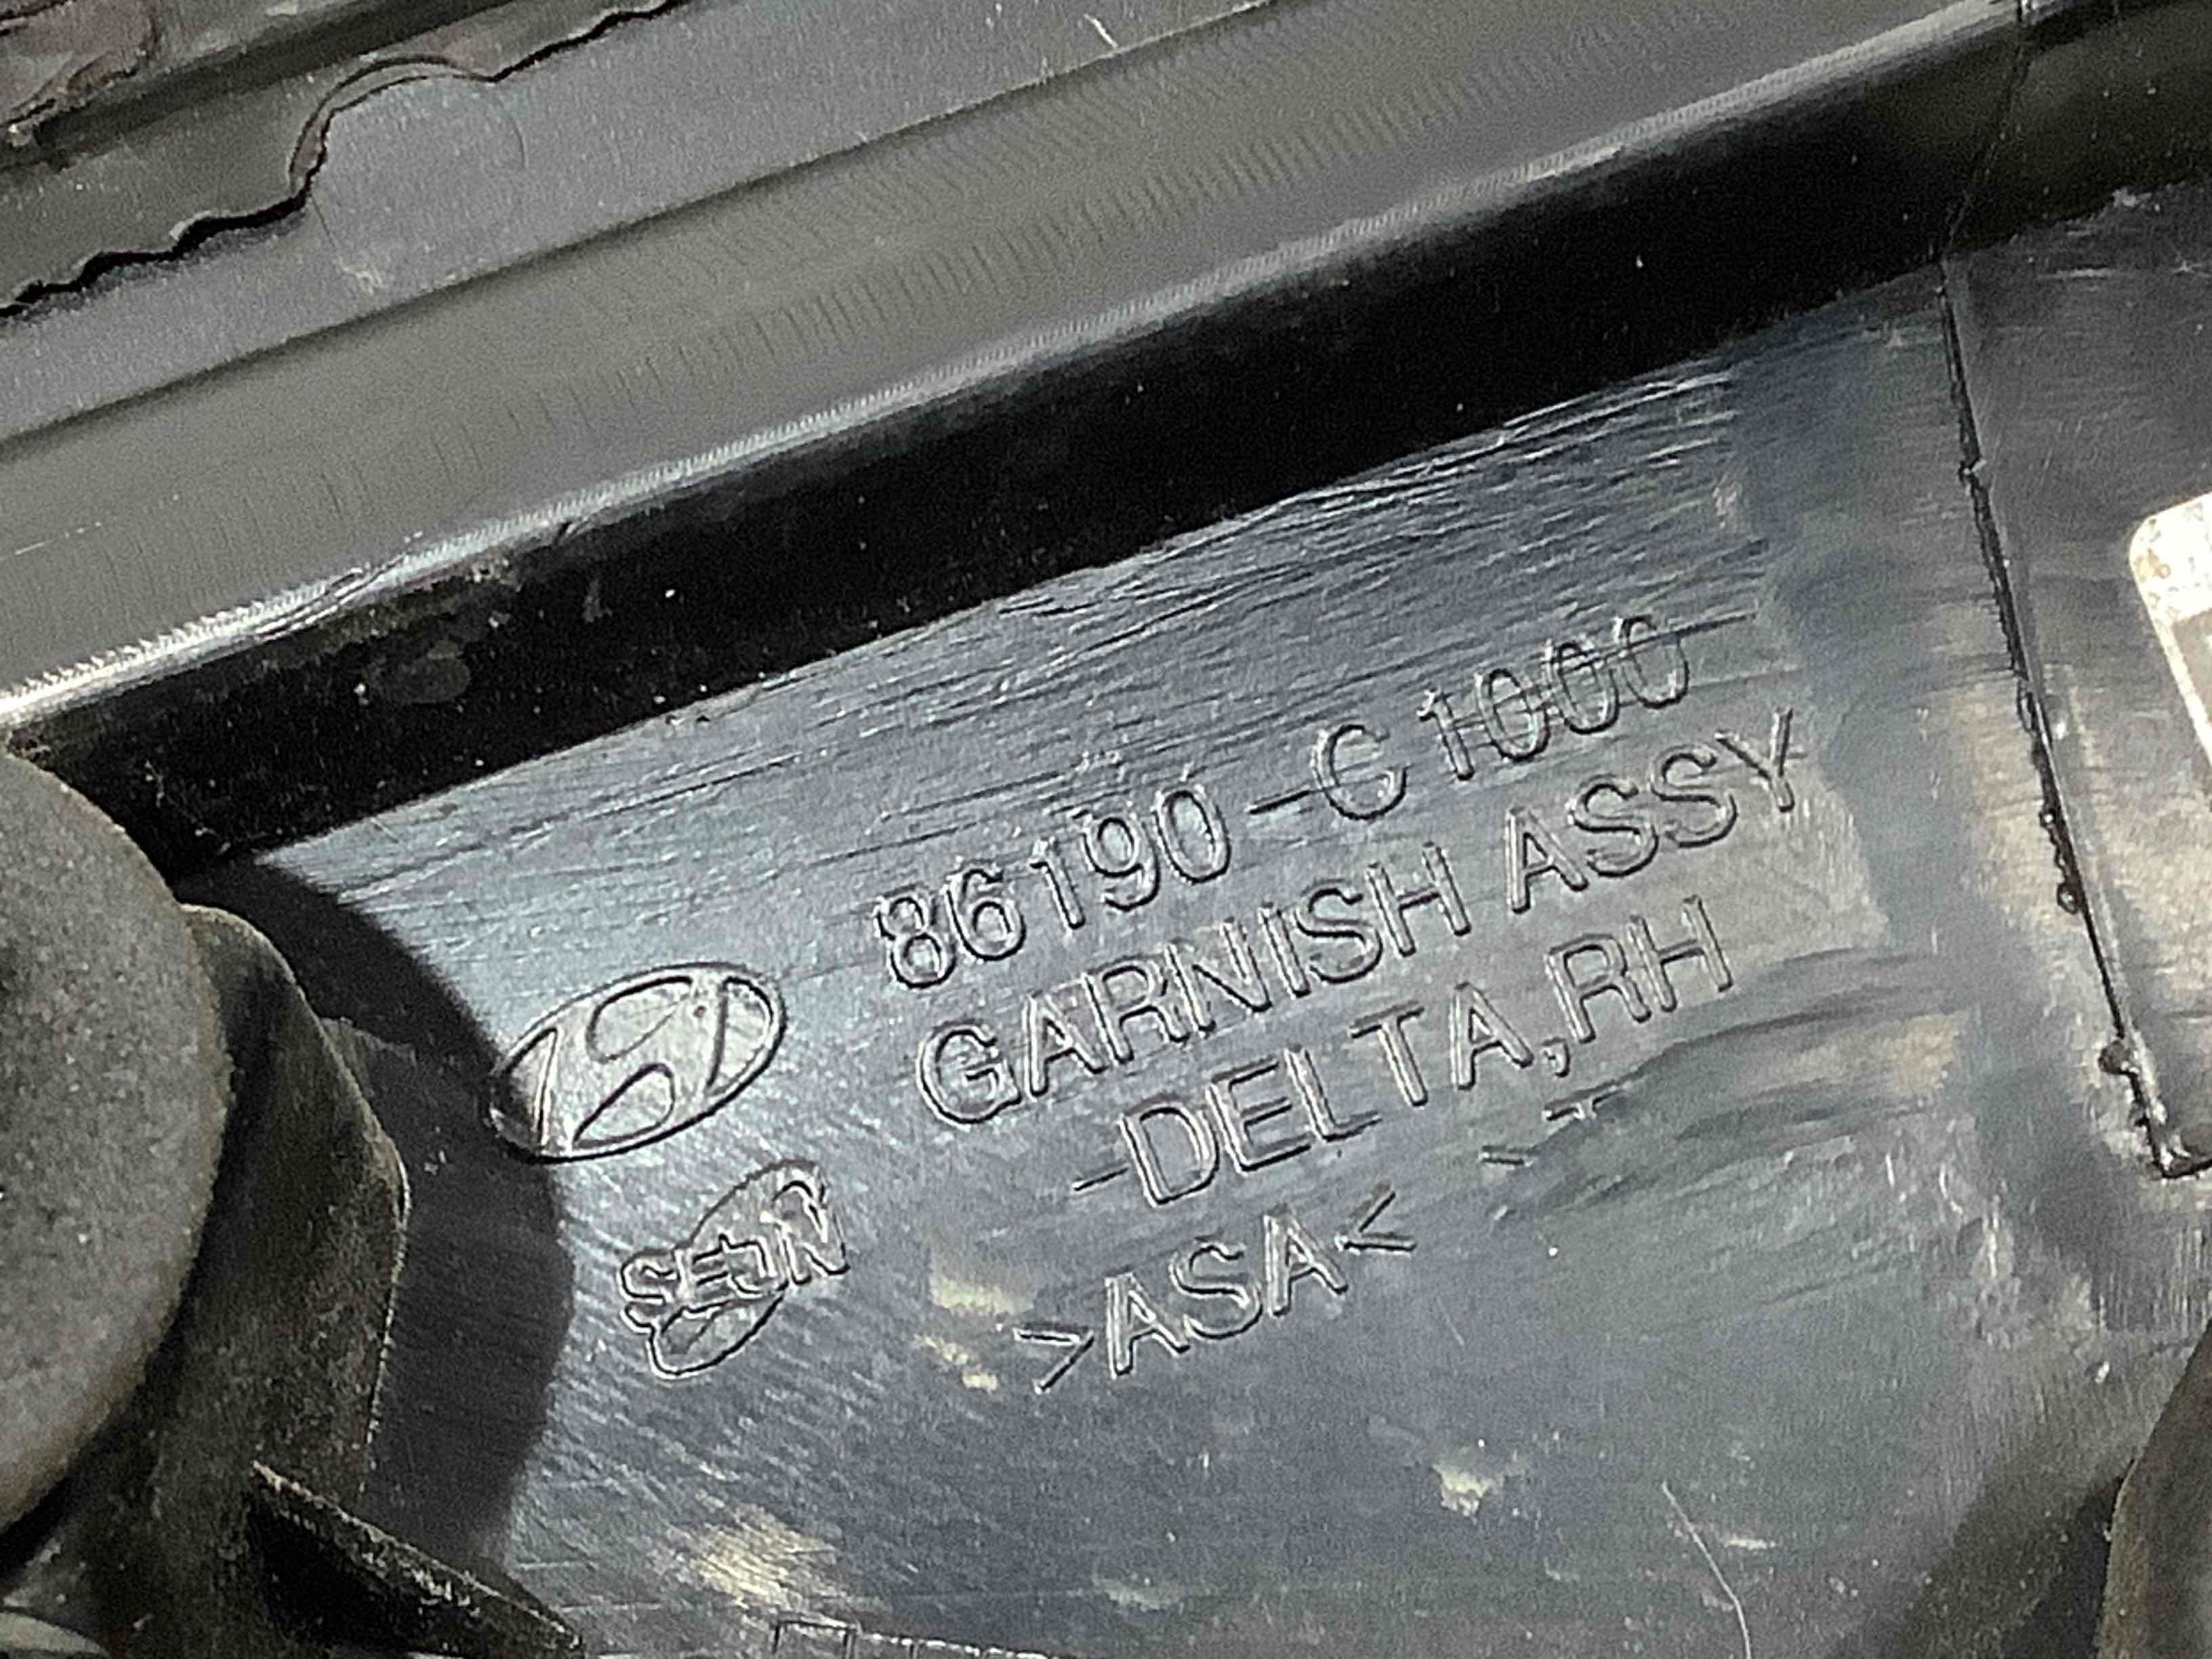 86190-C1000
GARNISH ASSY
-DELTA,RH
>ASA<